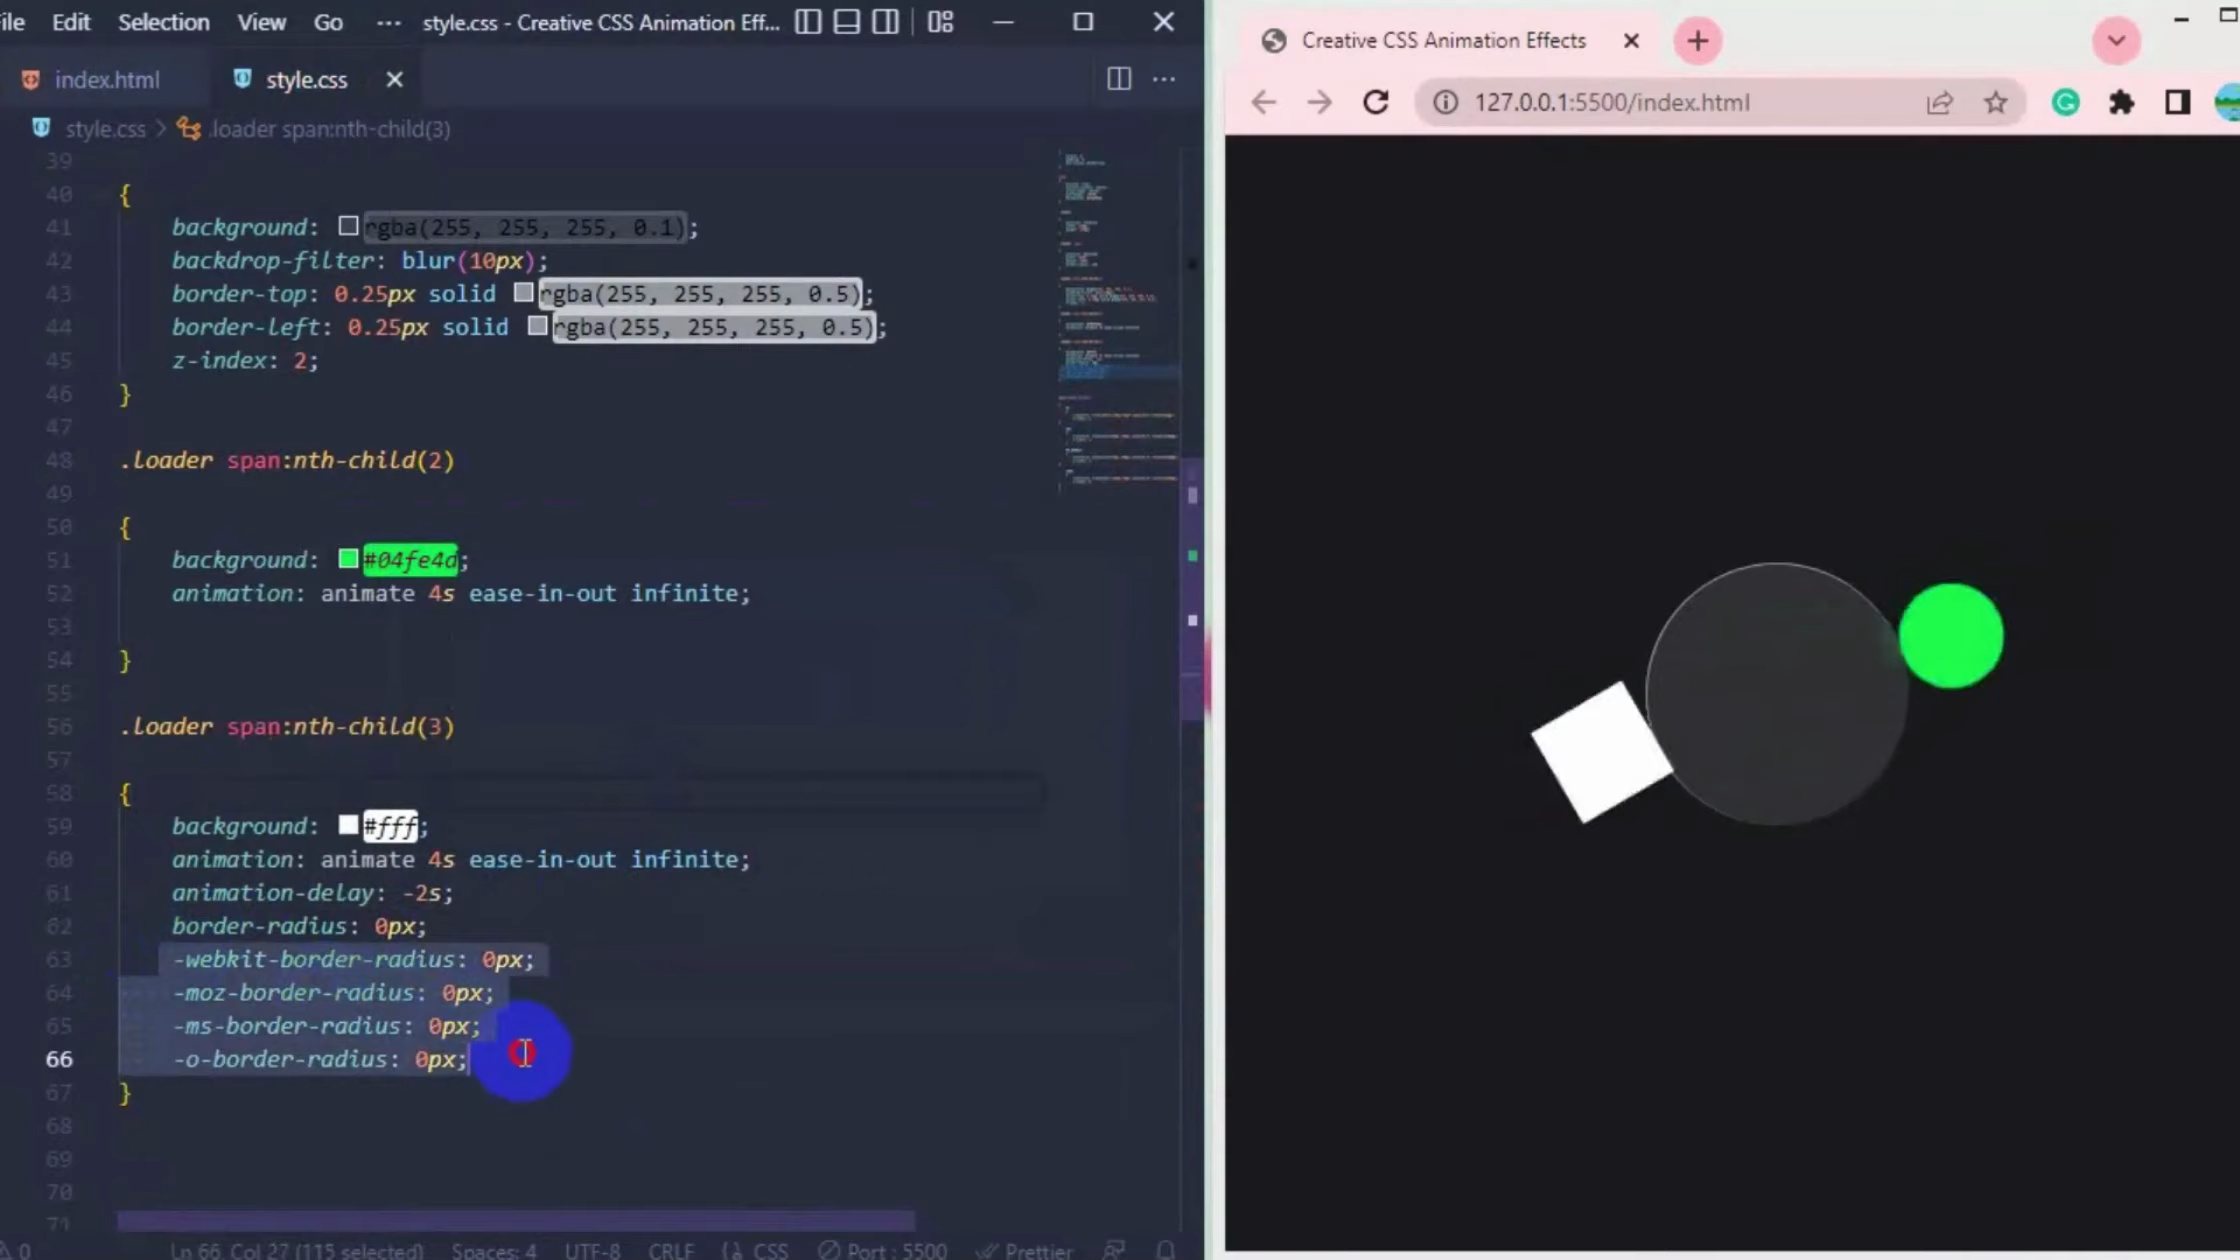 ile Edit Selection View Go ··· style.css - Creative CSS Animation Eff...
index.html style.css
style.css > .loader span:nth-child(3)
39
40 {
41 background: rgba(255, 255, 255, 0.1);
42 backdrop-filter: blur(10px);
43 border-top: 0.25px solid rgba(255, 255, 255, 0.5);
44 border-left: 0.25px solid rgba(255, 255, 255, 0.5);
45 z-index: 2;
46 }
47
48 .loader span:nth-child(2)
49
50 {
51 background: #04fe4d;
52 animation: animate 4s ease-in-out infinite;
53
54 }
55
56 .loader span:nth-child(3)
57
58 {
59 background: #fff;
60 animation: animate 4s ease-in-out infinite;
61 animation-delay: -2s;
62 border-radius: 0px;
63 -webkit-border-radius: 0px;
64 -moz-border-radius: 0px;
65 -ms-border-radius: 0px;
66 -o-border-radius: 0px;
67 }
68
69
70
71
0 Ln 66, Col 27 (115 selected) Spaces: 4 UTF-8 CRLF {} CSS Port : 5500 Prettier
Creative CSS Animation Effects
127.0.0.1:5500/index.html